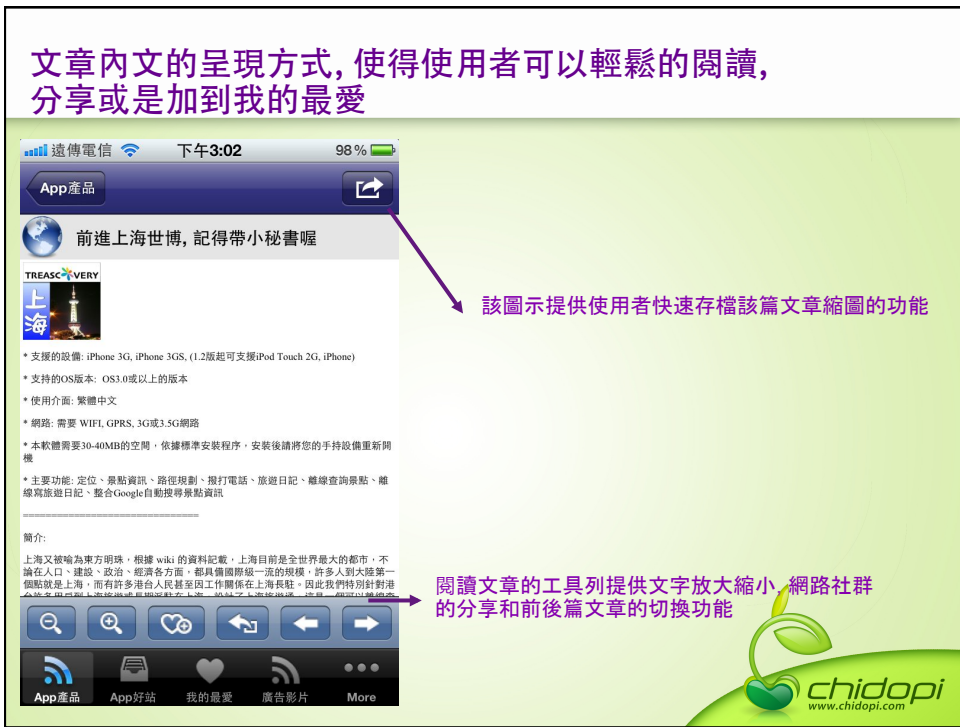 文章內文的呈現方式, 使得使用者可以輕鬆的閱讀,
分享或是加到我的最愛
遠傳電信 下午3:02 98%
App產品
前進上海世博, 記得帶小秘書喔
TREASCOVERY
上
海
* 支援的設備: iPhone 3G, iPhone 3GS, (1.2版起可支援iPod Touch 2G, iPhone)
* 支持的OS版本: OS3.0或以上的版本
* 使用介面: 繁體中文
* 網路: 需要 WIFI, GPRS, 3G或3.5G網路
* 本軟體需要30-40MB的空間，依據標準安裝程序，安裝後請將您的手持設備重新開
機
* 主要功能: 定位、景點資訊、路徑規劃、撥打電話、旅遊日記、離線查詢景點、離
線寫旅遊日記、整合Google自動搜尋景點資訊
================================
簡介:
上海又被喻為東方明珠，根據 wiki 的資料記載，上海目前是全世界最大的都市，不
論在人口、建設、政治、經濟各方面，都具備國際級一流的規模，許多人到大陸第一
個點就是上海，而有許多港台人民甚至因工作關係在上海長駐。因此我們特別針對港
該圖示提供使用者快速存檔該篇文章縮圖的功能
閱讀文章的工具列提供文字放大縮小, 網路社群
的分享和前後篇文章的切換功能
App產品 App好站 我的最愛 廣告影片 More
chidopi
www.chidopi.com